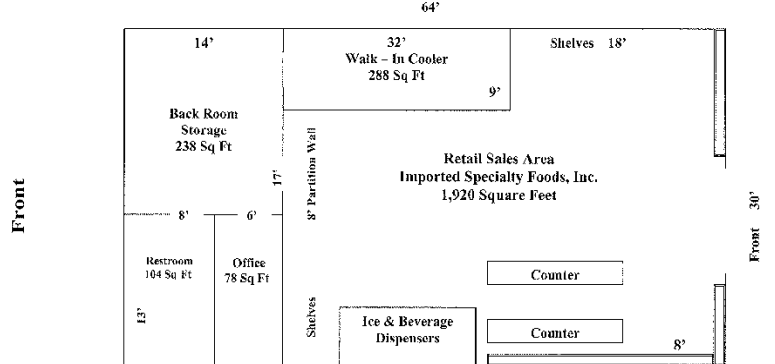 64’
14’
32’
Walk – In Cooler
288 Sq Ft
9’
Shelves 18’
Back Room
Storage
238 Sq Ft
17’
8’ Partition Wall
Retail Sales Area
Imported Specialty Foods, Inc.
1,920 Square Feet
Front
Front 30’
8’
6’
Restroom
104 Sq Ft
Office
78 Sq Ft
13’
Shelves
Counter
Ice & Beverage
Dispensers
Counter
8’